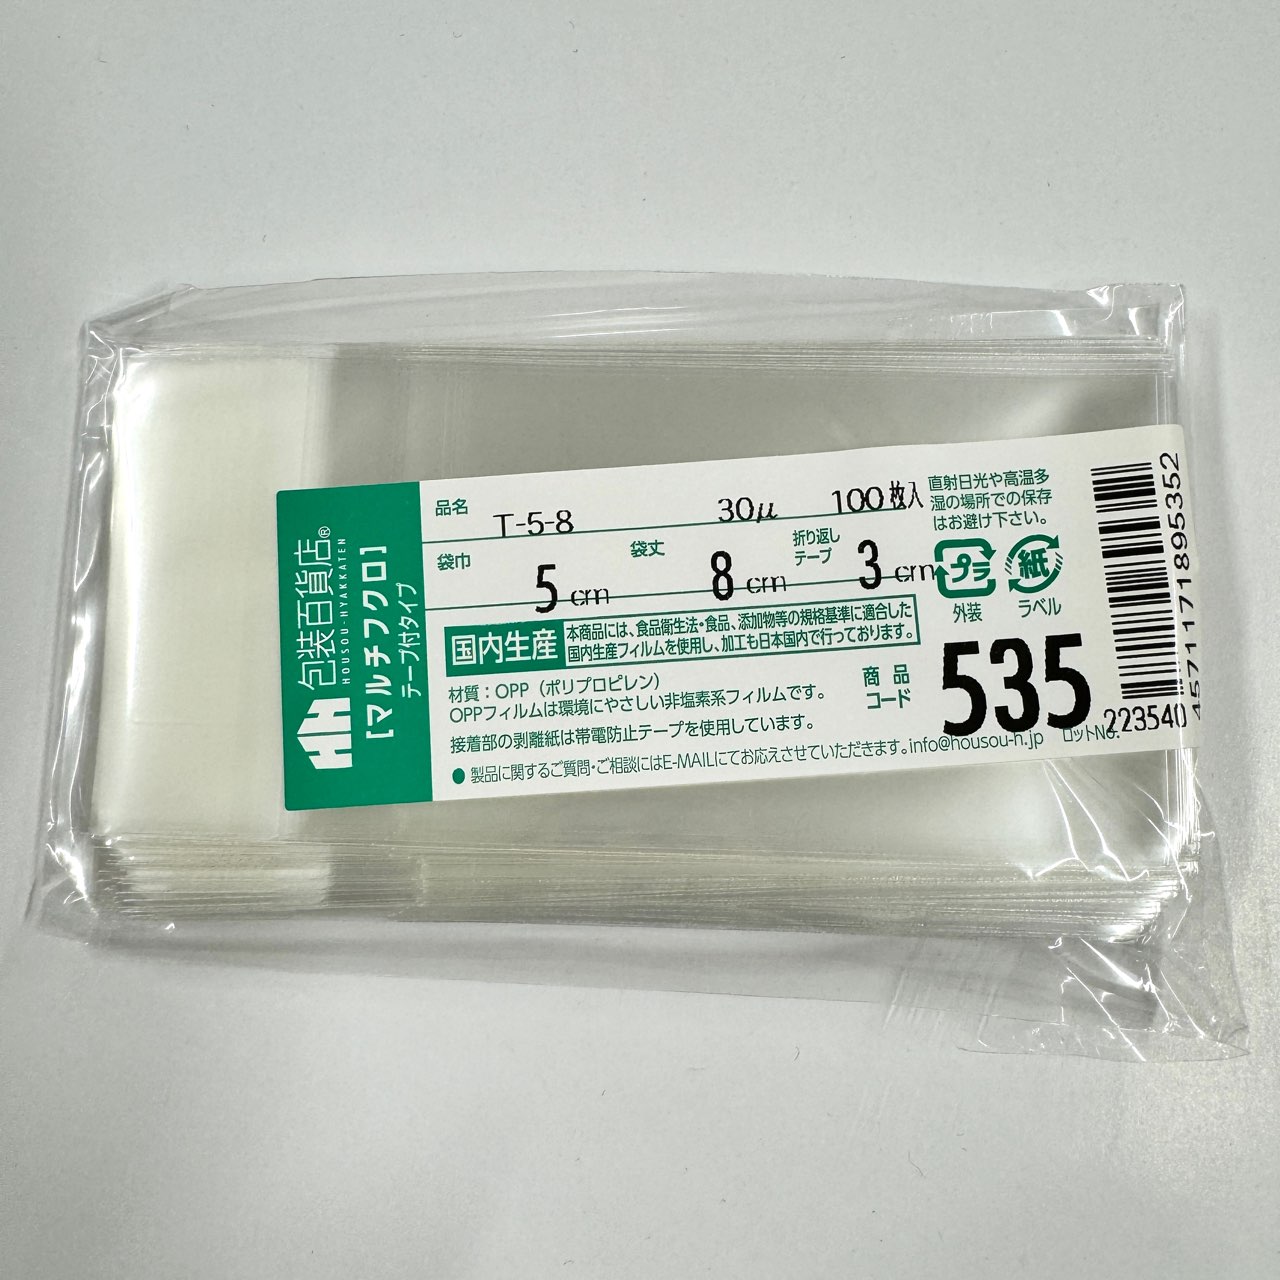 包装百貨店®
HOUSOU-HYAKKATEN
[マルチフクロ]
テープ付タイプ
品名 T-5-8 30μ 100枚入
袋巾 5cm 袋丈 8cm 折り返しテープ 3cm
国内生産
本商品には、食品衛生法・食品、添加物等の規格基準に適合した
国内生産フィルムを使用し、加工も日本国内で行っております。
材質：OPP（ポリプロピレン）
OPPフィルムは環境にやさしい非塩素系フィルムです。
接着部の剥離紙は帯電防止テープを使用しています。
●製品に関するご質問・ご相談にはE-MAILにてお応えさせていただきます。info@housou-h.jp
商品
コード
535
直射日光や高温多
湿の場所での保存
はお避け下さい。
プラ
外装
紙
ラベル
ロットNo.223540
4571171895352